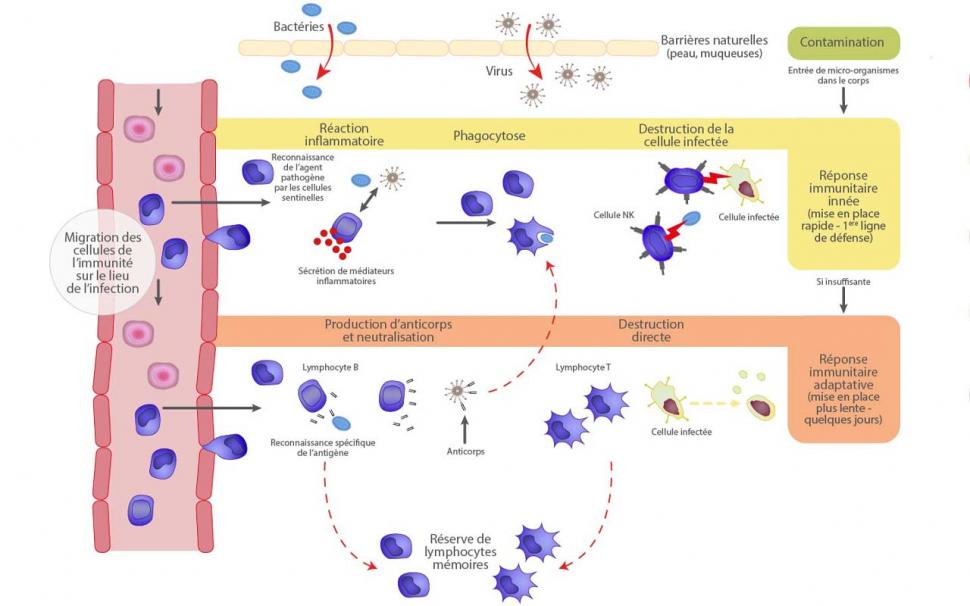 Bactéries
Virus
Barrières naturelles
(peau, muqueuses)
Contamination
Entrée de micro-organismes
dans le corps
Réaction
inflammatoire
Phagocytose
Destruction de la
cellule infectée
Reconnaissance
de l'agent
pathogène
par les cellules
sentinelles
Sécrétion de médiateurs
inflammatoires
Cellule NK
Cellule infectée
Réponse
immunitaire
innée
(mise en place
rapide - 1ère ligne
de défense)
Migration des
cellules de
l'immunité
sur le lieu
de l'infection
Si insuffisante
Production d'anticorps
et neutralisation
Destruction
directe
Lymphocyte B
Reconnaissance spécifique
de l'antigène
Anticorps
Lymphocyte T
Cellule infectée
Réponse
immunitaire
adaptative
(mise en place
plus lente -
quelques jours)
Réserve de
lymphocytes
mémoires